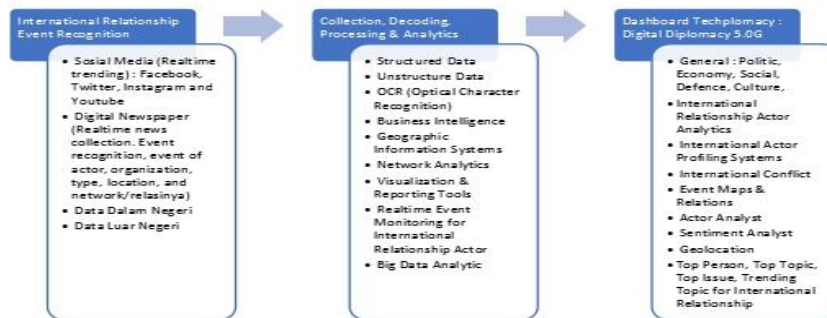 International Relationship
Event Recognition
• Sosial Media (Realtime
trending) : Facebook,
Twitter, Instagram and
Youtube
• Digital Newspaper
(Realtime news
collection. Event
recognition, event of
actor, organization,
type, location, and
network/relasinya)
• Data Dalam Negeri
• Data Luar Negeri
Collection, Decoding,
Processing & Analytics
• Structured Data
• Unstructure Data
• OCR (Optical Character
Recognition)
• Business Intelligence
• Geographic
Information Systems
• Network Analytics
• Visualization &
Reporting Tools
• Realtime Event
Monitoring for
International
Relationship Actor
• Big Data Analytic
Dashboard Techplomacy :
Digital Diplomacy 5.0G
• General : Politic,
Economy, Social,
Defence, Culture,
• International
Relationship Actor
Analytics
• International Actor
Profiling Systems
• International Conflict
• Event Maps &
Relations
• Actor Analyst
• Sentiment Analyst
• Geolocation
• Top Person, Top Topic,
Top Issue, Trending
Topic for International
Relationship